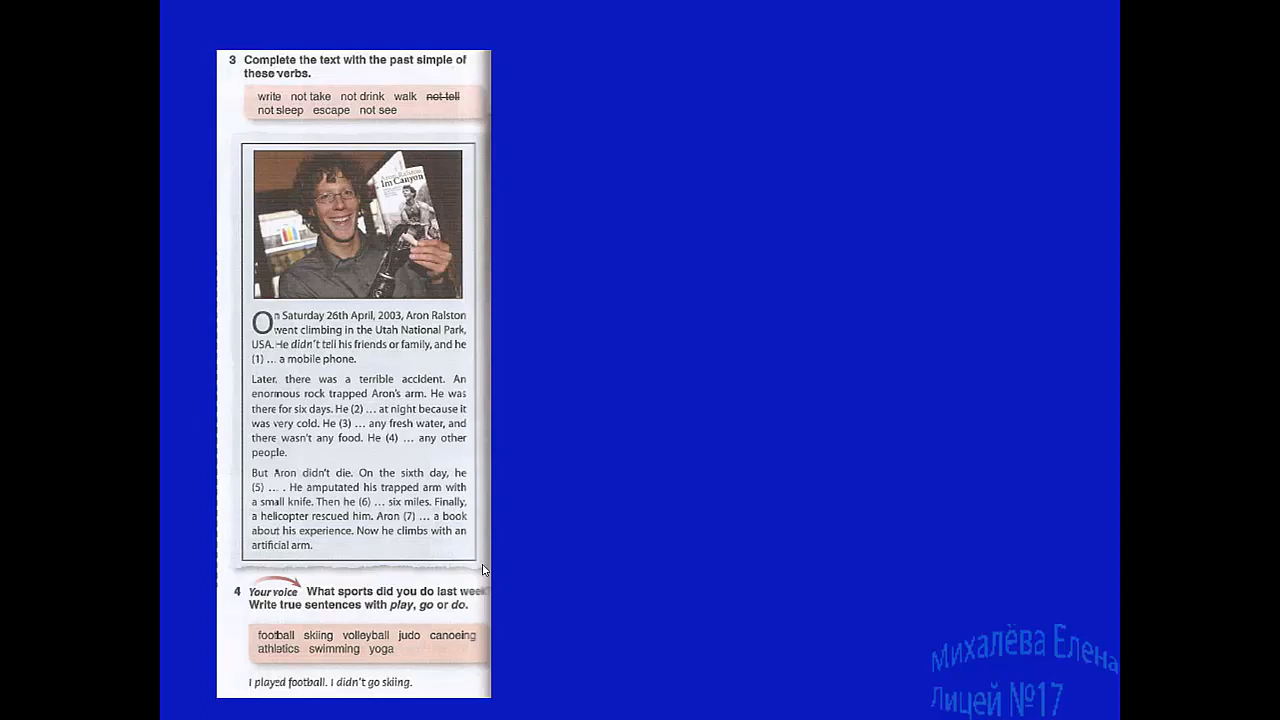 3 Complete the text with the past simple of
these verbs.
write not take not drink walk not tell
not sleep escape not see
Aron Ralston
Im Canyon
On Saturday 26th April, 2003, Aron Ralston
went climbing in the Utah National Park,
USA. He didn't tell his friends or family, and he
(1) ... a mobile phone.
Later, there was a terrible accident. An
enormous rock trapped Aron's arm. He was
there for six days. He (2) ... at night because it
was very cold. He (3) ... any fresh water, and
there wasn't any food. He (4) ... any other
people.
But Aron didn't die. On the sixth day, he
(5) ... . He amputated his trapped arm with
a small knife. Then he (6) ... six miles. Finally,
a helicopter rescued him. Aron (7) ... a book
about his experience. Now he climbs with an
artificial arm.
4 Your voice What sports did you do last week?
Write true sentences with play, go or do.
football skiing volleyball judo canoeing
athletics swimming yoga
I played football. I didn't go skiing.
Михалёва Елена
Лицей №17